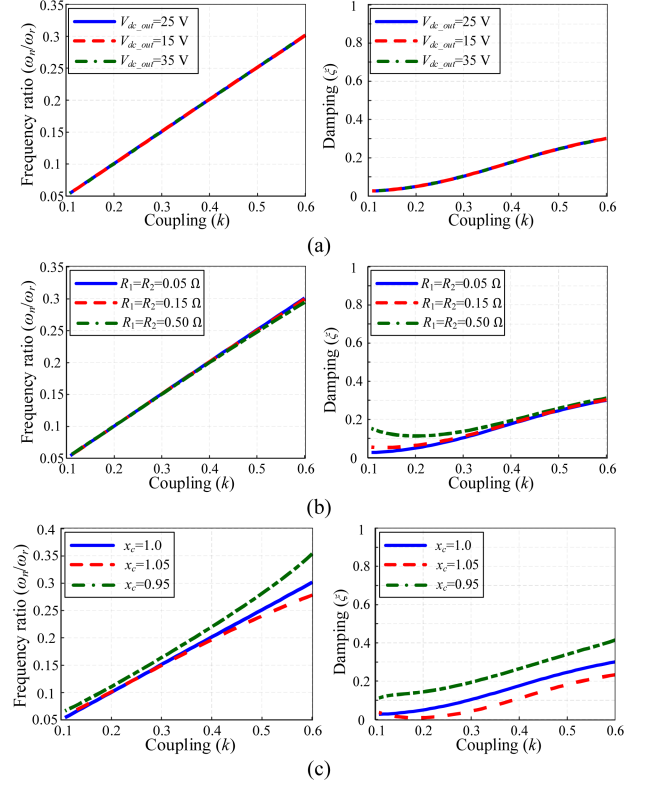 Frequency ratio (ωn/ωr)
0.35
0.3
0.25
0.2
0.15
0.1
0.05
Vdc_out=25 V
Vdc_out=15 V
Vdc_out=35 V
0.1 0.2 0.3 0.4 0.5 0.6
Coupling (k)
Damping (ξ)
1
0.8
0.6
0.4
0.2
0
Vdc_out=25 V
Vdc_out=15 V
Vdc_out=35 V
0.1 0.2 0.3 0.4 0.5 0.6
Coupling (k)
(a)
Frequency ratio (ωn/ωr)
0.35
0.3
0.25
0.2
0.15
0.1
0.05
R1=R2=0.05 Ω
R1=R2=0.15 Ω
R1=R2=0.50 Ω
0.1 0.2 0.3 0.4 0.5 0.6
Coupling (k)
Damping (ξ)
1
0.8
0.6
0.4
0.2
0
R1=R2=0.05 Ω
R1=R2=0.15 Ω
R1=R2=0.50 Ω
0.1 0.2 0.3 0.4 0.5 0.6
Coupling (k)
(b)
Frequency ratio (ωn/ωr)
0.4
0.35
0.3
0.25
0.2
0.15
0.1
0.05
xc=1.0
xc=1.05
xc=0.95
0.1 0.2 0.3 0.4 0.5 0.6
Coupling (k)
Damping (ξ)
1
0.8
0.6
0.4
0.2
0
xc=1.0
xc=1.05
xc=0.95
0.1 0.2 0.3 0.4 0.5 0.6
Coupling (k)
(c)